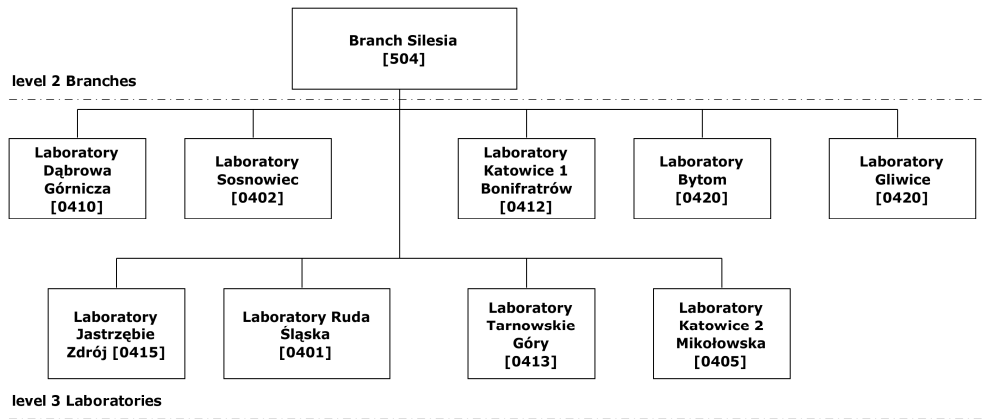 Branch Silesia
[504]
level 2 Branches
Laboratory
Dąbrowa
Górnicza
[0410]
Laboratory
Sosnowiec
[0402]
Laboratory
Katowice 1
Bonifratrów
[0412]
Laboratory
Bytom
[0420]
Laboratory
Gliwice
[0420]
Laboratory
Jastrzębie
Zdrój [0415]
Laboratory Ruda
Śląska
[0401]
Laboratory
Tarnowskie
Góry
[0413]
Laboratory
Katowice 2
Mikołowska
[0405]
level 3 Laboratories